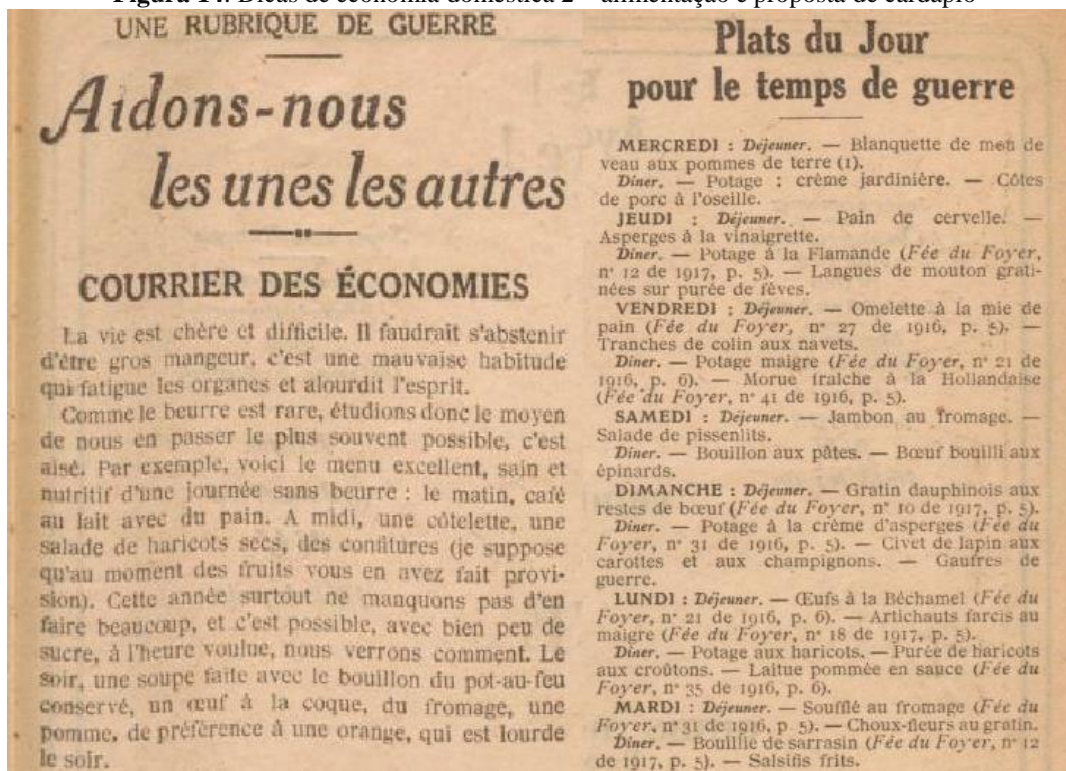 Figura 14. Dicas de economia doméstica 2 – alimentação e proposta de cardápio
UNE RUBRIQUE DE GUERRE
Aidons-nous
les unes les autres
COURRIER DES ÉCONOMIES
La vie est chère et difficile. Il faudrait s'abstenir
d'être gros mangeur, c'est une mauvaise habitude
qui fatigue les organes et alourdit l'esprit.
Comme le beurre est rare, étudions donc le moyen
de nous en passer le plus souvent possible, c'est
aisé. Par exemple, voici le menu excellent, sain et
nutritif d'une journée sans beurre : le matin, café
au lait avec du pain. A midi, une côtelette, une
salade de haricots secs, des confitures (je suppose
qu'au moment des fruits vous en avez fait provi-
sion). Cette année surtout ne manquons pas d'en
faire beaucoup, et c'est possible, avec bien peu de
sucre, à l'heure voulue, nous verrons comment. Le
soir, une soupe faite avec le bouillon du pot-au-feu
conservé, un œuf à la coque, du fromage, une
pomme, de préférence à une orange, qui est lourde
le soir.
Plats du Jour
pour le temps de guerre
MERCREDI : Déjeuner. — Blanquette de mou de
veau aux pommes de terre (1).
Diner. — Potage : crème jardinière. — Côtes
de porc à l'oseille.
JEUDI : Déjeuner. — Pain de cervelle. —
Asperges à la vinaigrette.
Diner. — Potage à la Flamande (Fée du Foyer,
n° 12 de 1917, p. 5). — Langues de mouton grati-
nées sur purée de fèves.
VENDREDI : Déjeuner. — Omelette à la mie de
pain (Fée du Foyer, n° 27 de 1916, p. 5). —
Tranches de colin aux navets.
Diner. — Potage maigre (Fée du Foyer, n° 21 de
1916, p. 6). — Morue fraîche à la Hollandaise
(Fée du Foyer, n° 41 de 1916, p. 5).
SAMEDI : Déjeuner. — Jambon au fromage. —
Salade de pissenlits.
Diner. — Bouillon aux pâtes. — Bœuf bouilli aux
épinards.
DIMANCHE : Déjeuner. — Gratin dauphinois aux
restes de bœuf (Fée du Foyer, n° 10 de 1917, p. 5).
Diner. — Potage à la crème d'asperges (Fée du
Foyer, n° 31 de 1916, p. 5). — Civet de lapin aux
carottes et aux champignons. — Gaufres de
guerre.
LUNDI : Déjeuner. — Œufs à la Béchamel (Fée du
Foyer, n° 21 de 1916, p. 6). — Artichauts farcis au
maigre (Fée du Foyer, n° 18 de 1917, p. 5).
Diner. — Potage aux haricots. — Purée de haricots
aux croûtons. — Laitue pommée en sauce (Fée du
Foyer, n° 35 de 1916, p. 6).
MARDI : Déjeuner. — Soufflé au fromage (Fée du
Foyer, n° 31 de 1916, p. 5). — Choux-fleurs au gratin.
Diner. — Bouillie de sarrasin (Fée du Foyer, n° 12
de 1917, p. 5). — Salsifis frits.